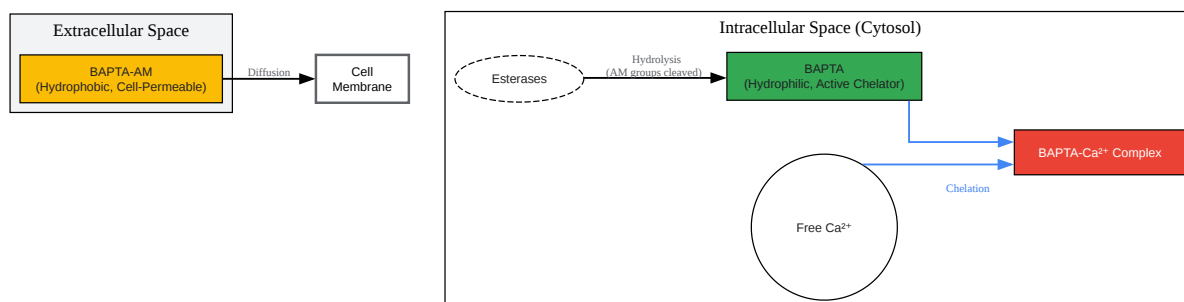 Extracellular Space
BAPTA-AM
(Hydrophobic, Cell-Permeable)
Diffusion
Cell
Membrane
Intracellular Space (Cytosol)
Esterases
Hydrolysis
(AM groups cleaved)
BAPTA
(Hydrophilic, Active Chelator)
BAPTA-Ca²⁺ Complex
Chelation
Free Ca²⁺